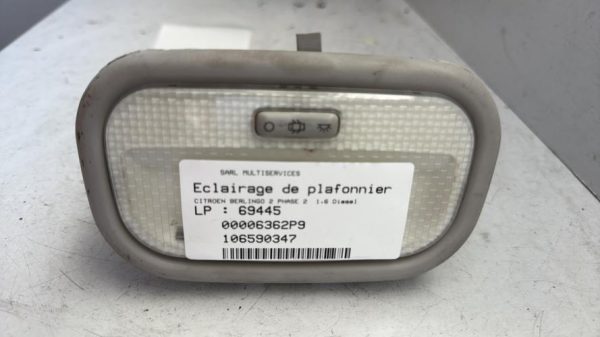 SARL MULTISERVICES
Eclairage de plafonnier
CITROEN BERLINGO 2 PHASE 2 1.6 Diesel
LP : 69445
00006362P9
106590347